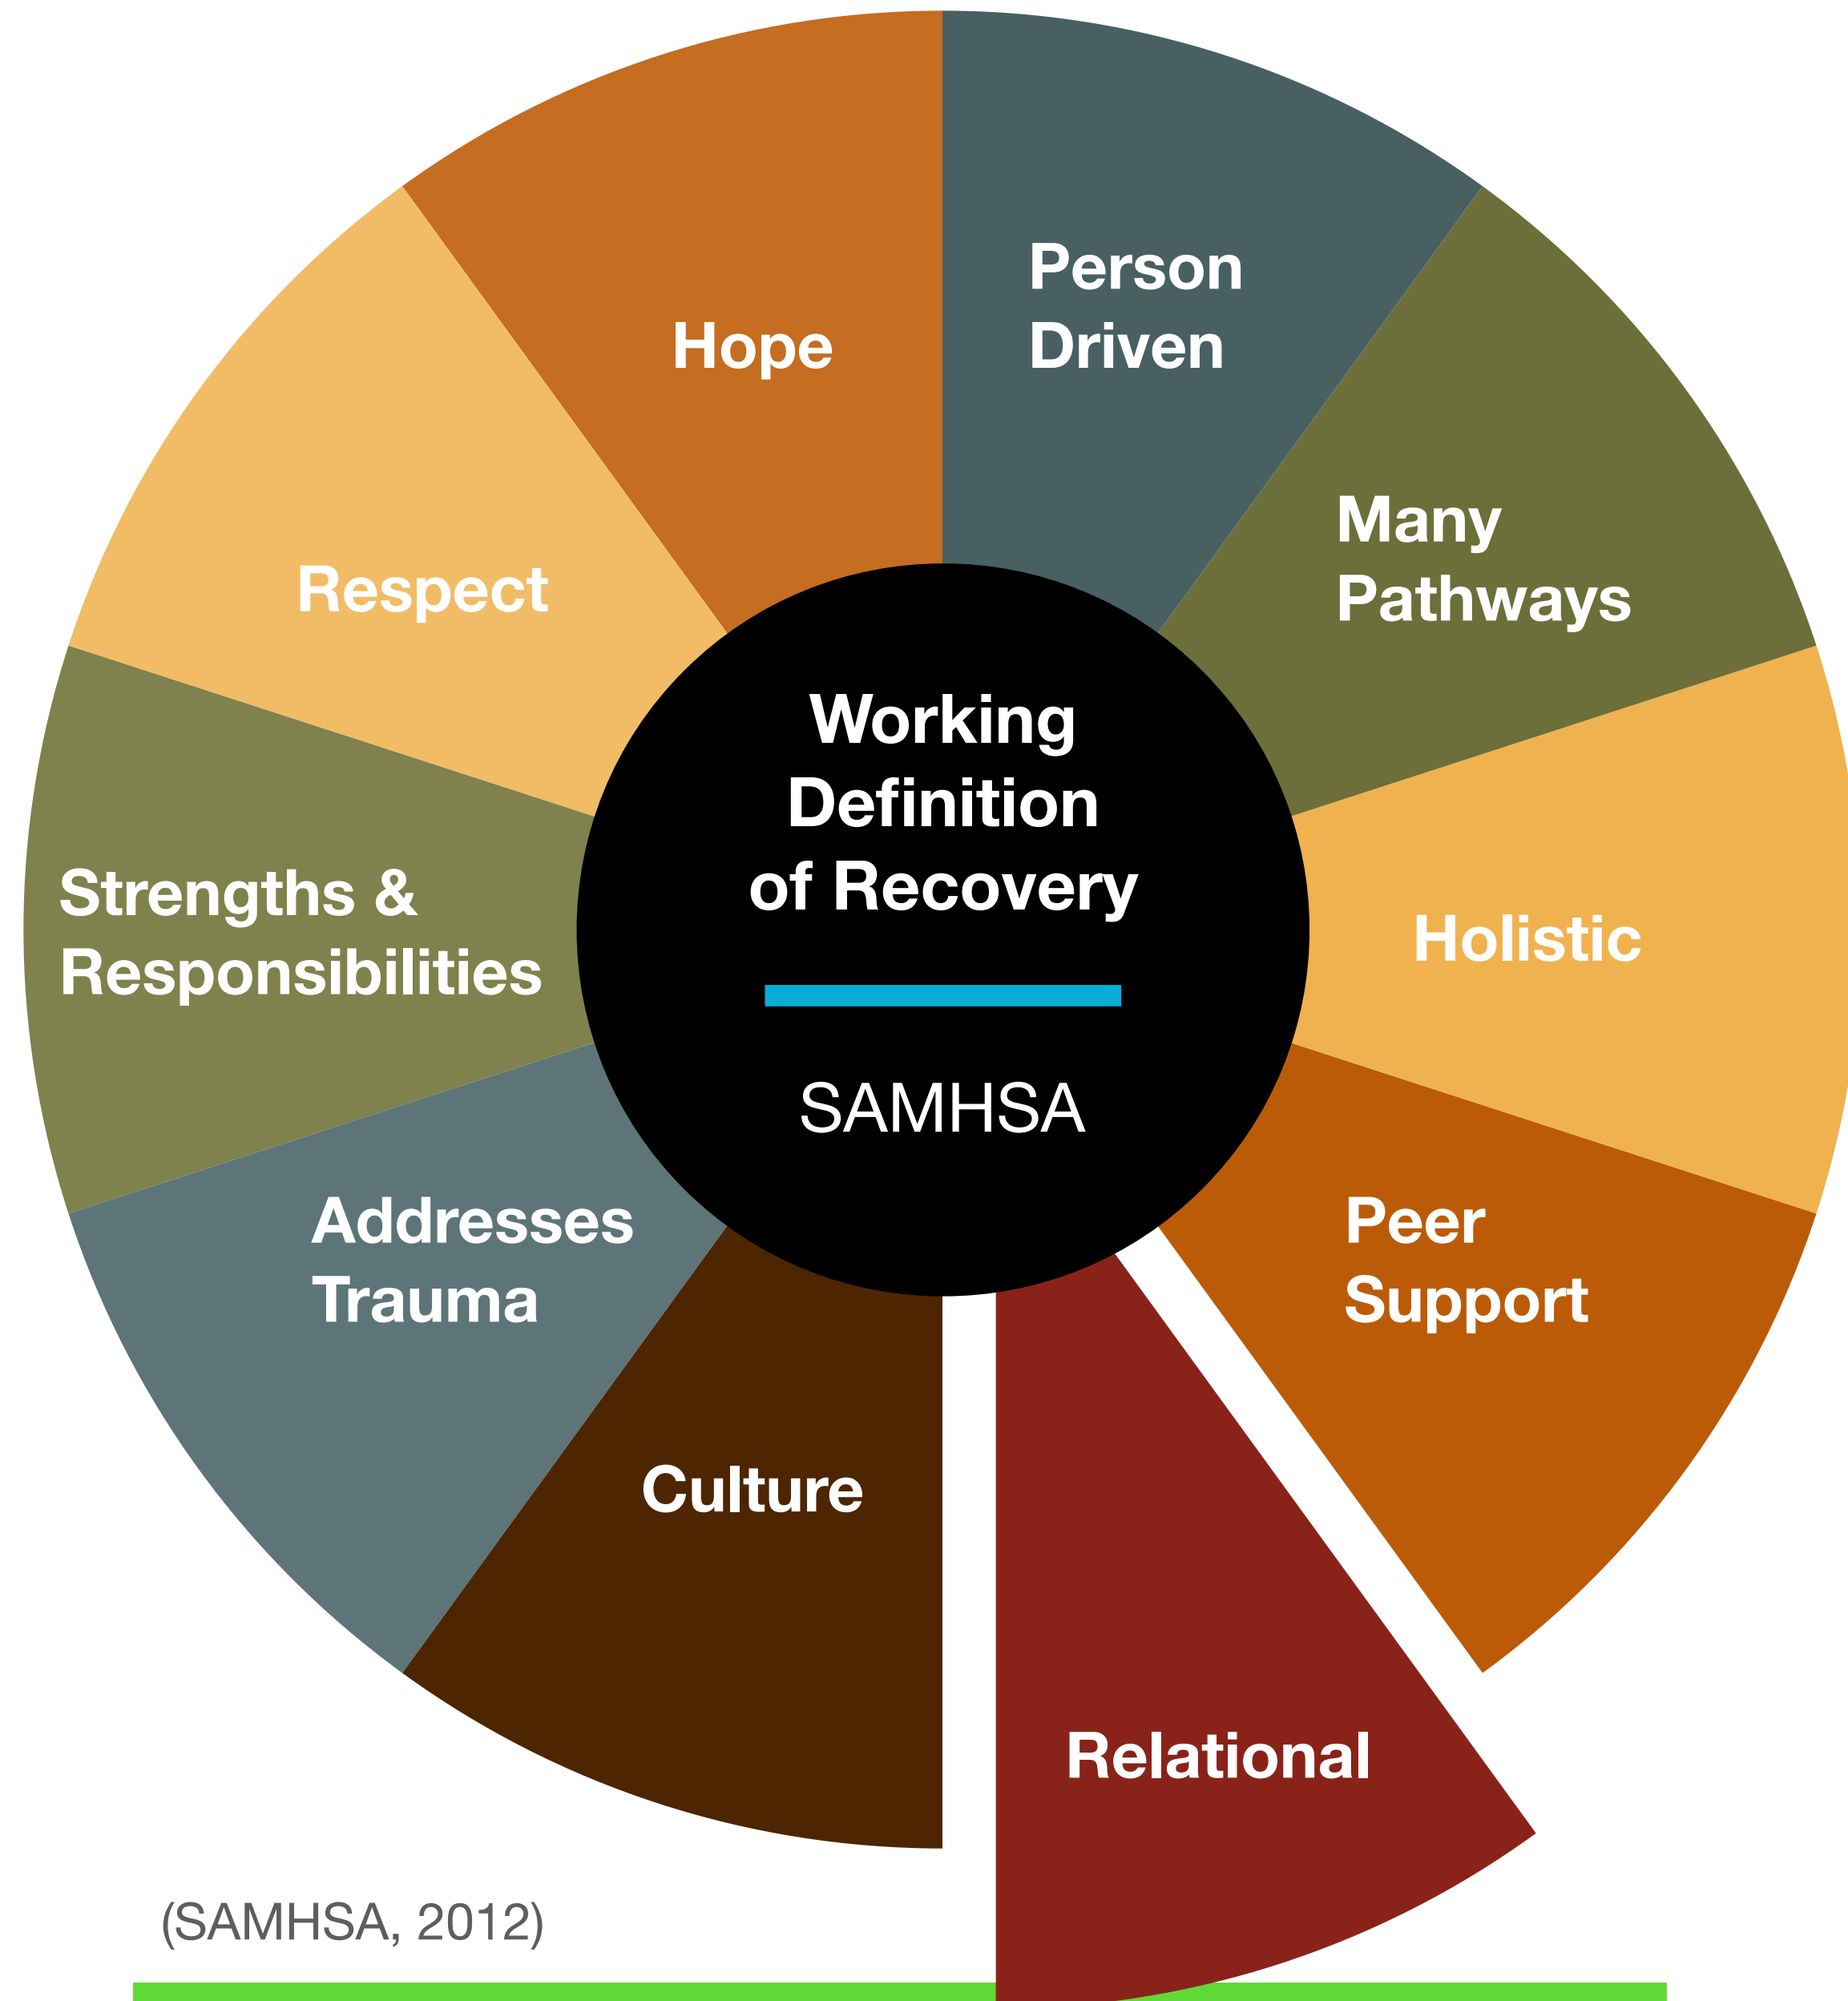 Hope
Person
Driven
Many
Pathways
Respect
Working
Definition
of Recovery
SAMHSA
Strengths &
Responsibilities
Holistic
Addresses
Trauma
Peer
Support
Culture
Relational
(SAMHSA, 2012)